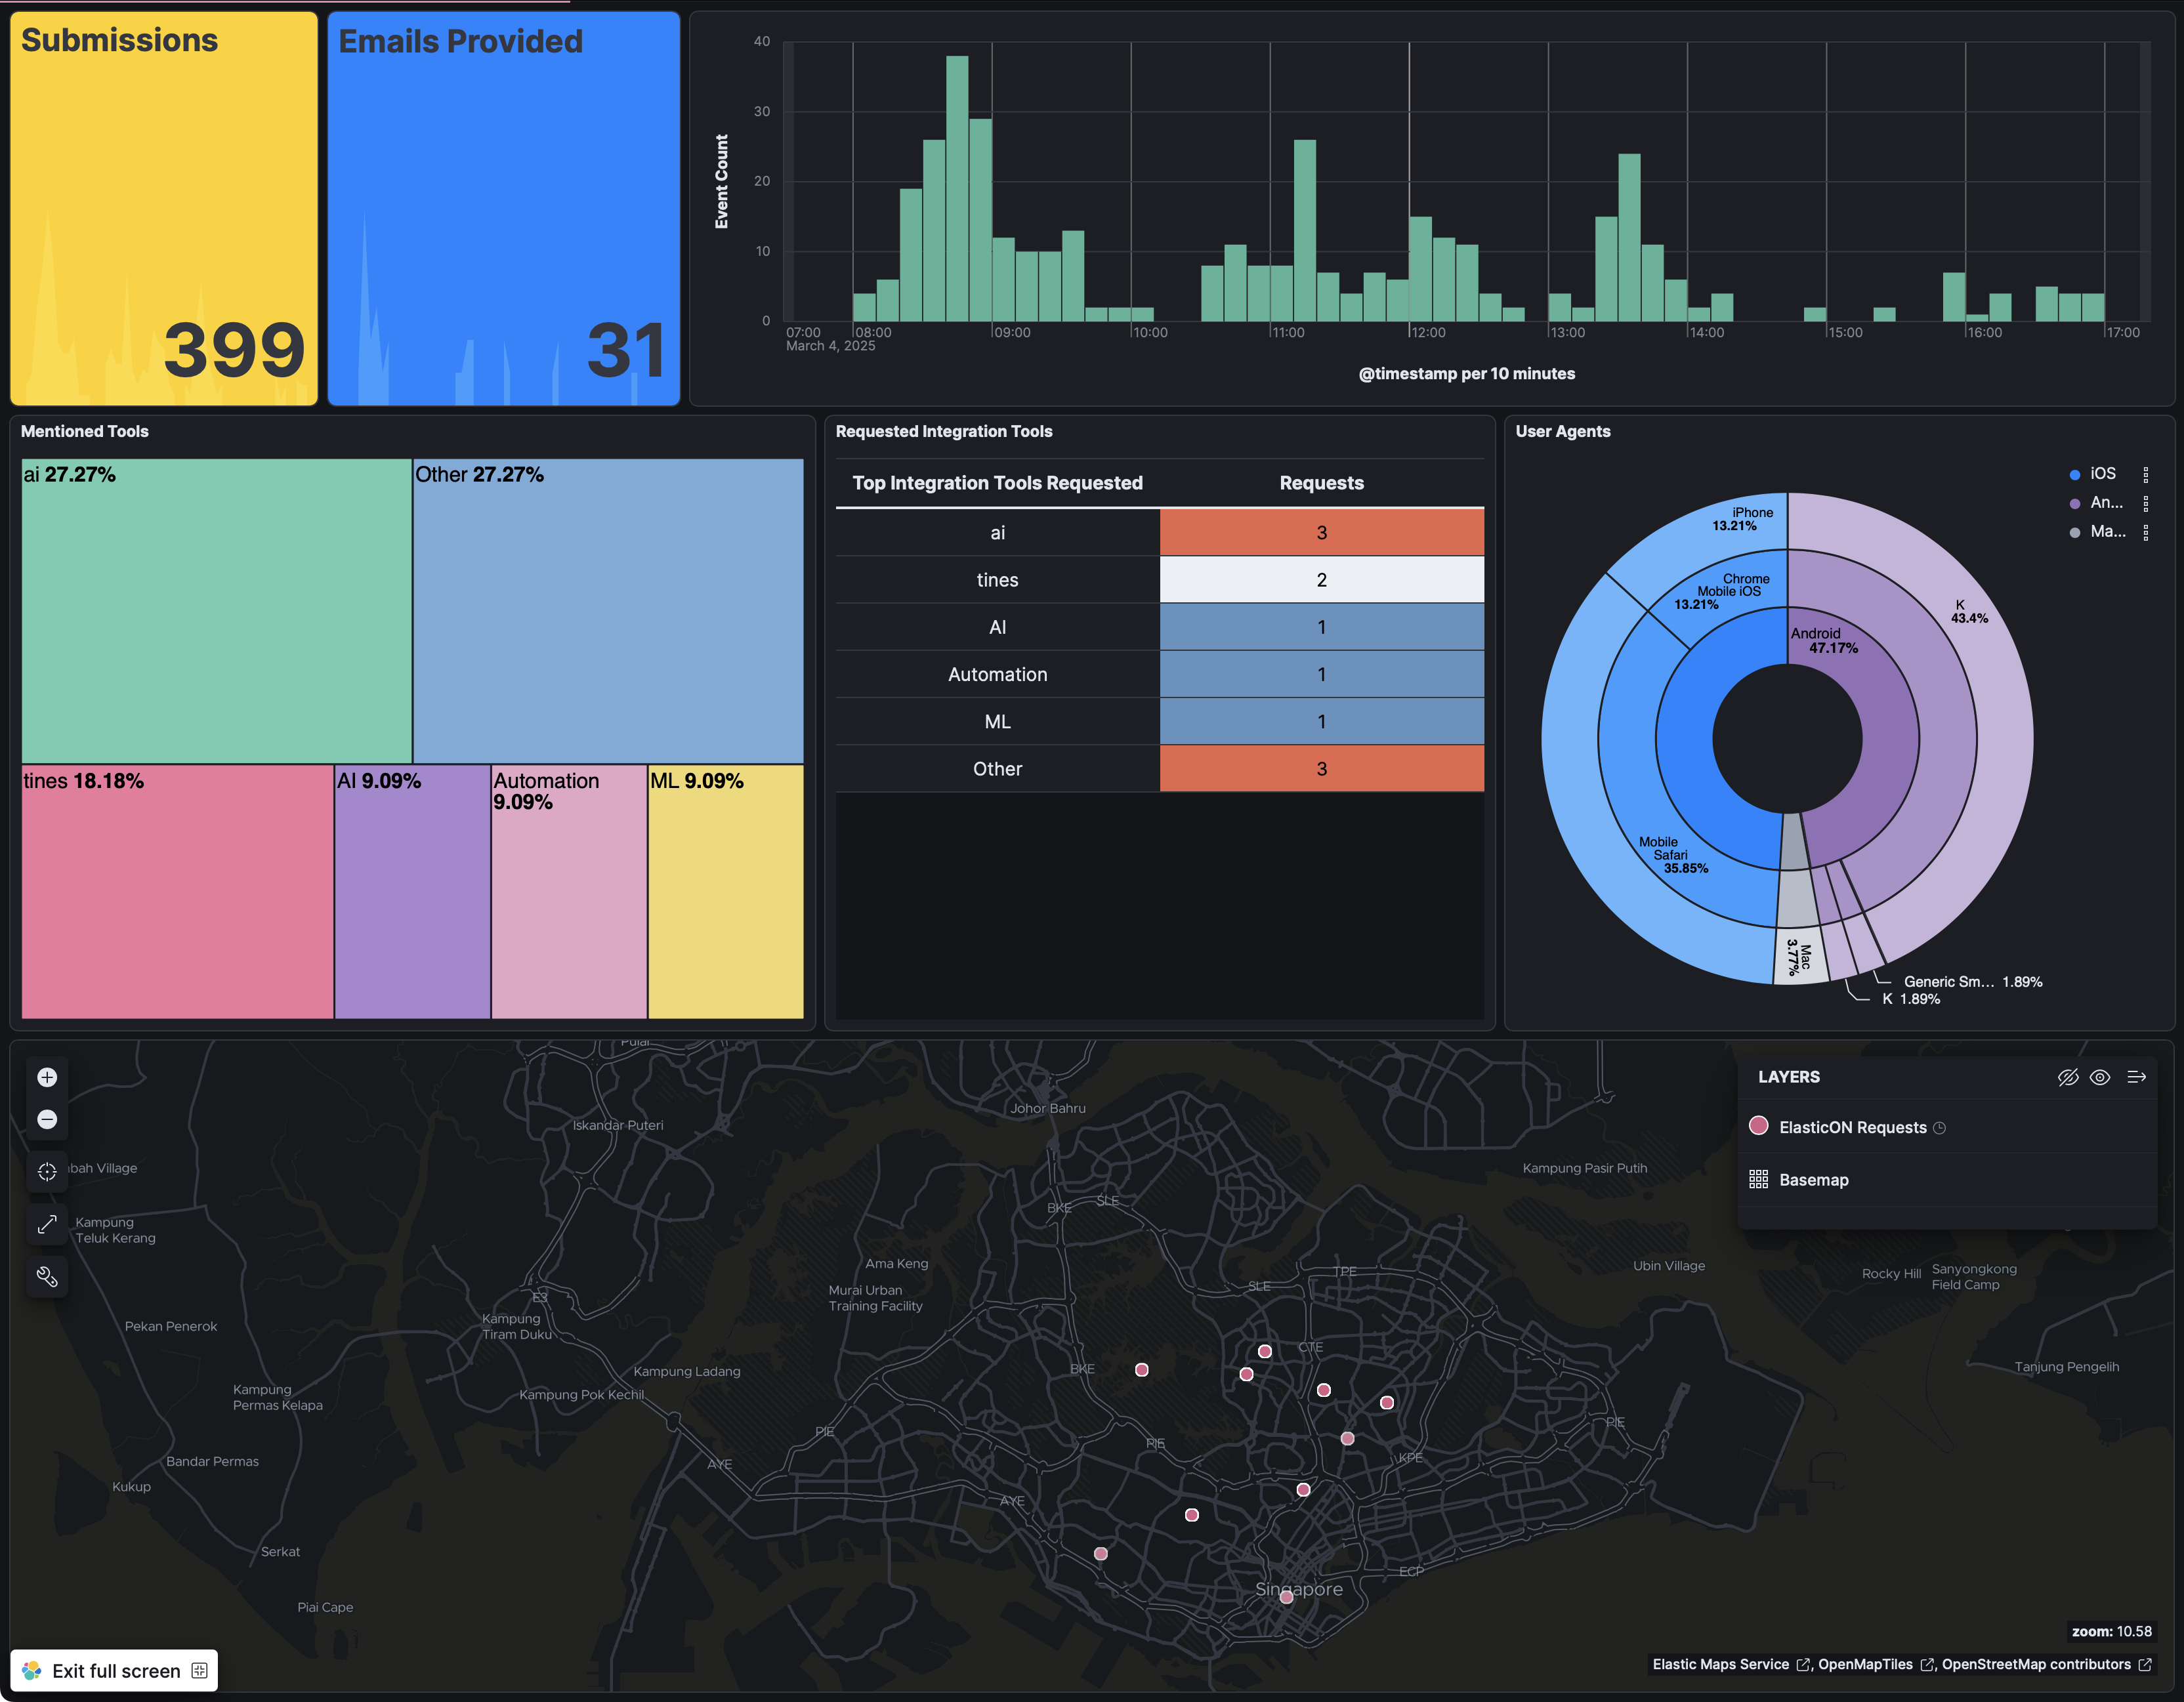 Submissions
399
Emails Provided
31
Event Count
40
30
20
10
0
07:00
08:00
09:00
10:00
11:00
12:00
13:00
14:00
15:00
16:00
17:00
March 4, 2025
@timestamp per 10 minutes
Mentioned Tools
ai 27.27%
Other 27.27%
tines 18.18%
AI 9.09%
Automation
9.09%
ML 9.09%
Requested Integration Tools
Top Integration Tools Requested Requests
ai 3
tines 2
AI 1
Automation 1
ML 1
Other 3
User Agents
iOS
An...
Ma...
iPhone
13.21%
Chrome
Mobile iOS
13.21%
K
43.4%
Android
47.17%
Mobile
Safari
35.85%
Mac
3.77%
Generic Sm... 1.89%
K 1.89%
Pulai
Johor Bahru
Iskandar Puteri
bah Village
Kampung
Teluk Kerang
BKE
SLE
Kampung Pasir Putih
LAYERS
ElasticON Requests
Basemap
Ama Keng
Murai Urban
Training Facility
SLE
TPE
Ubin Village
Rocky Hill
Sanyongkong
Field Camp
E3
Kampung
Tiram Duku
Pekan Penerok
CTE
BKE
Kampung Ladang
Tanjung Pengelih
Kampung
Permas Kelapa
Kampung Pok Kechil
PIE
PIE
PIE
KPE
AYE
Bandar Permas
Kukup
AYE
Serkat
ECP
Singapore
Piai Cape
zoom: 10.58
Exit full screen
Elastic Maps Service , OpenMapTiles , OpenStreetMap contributors